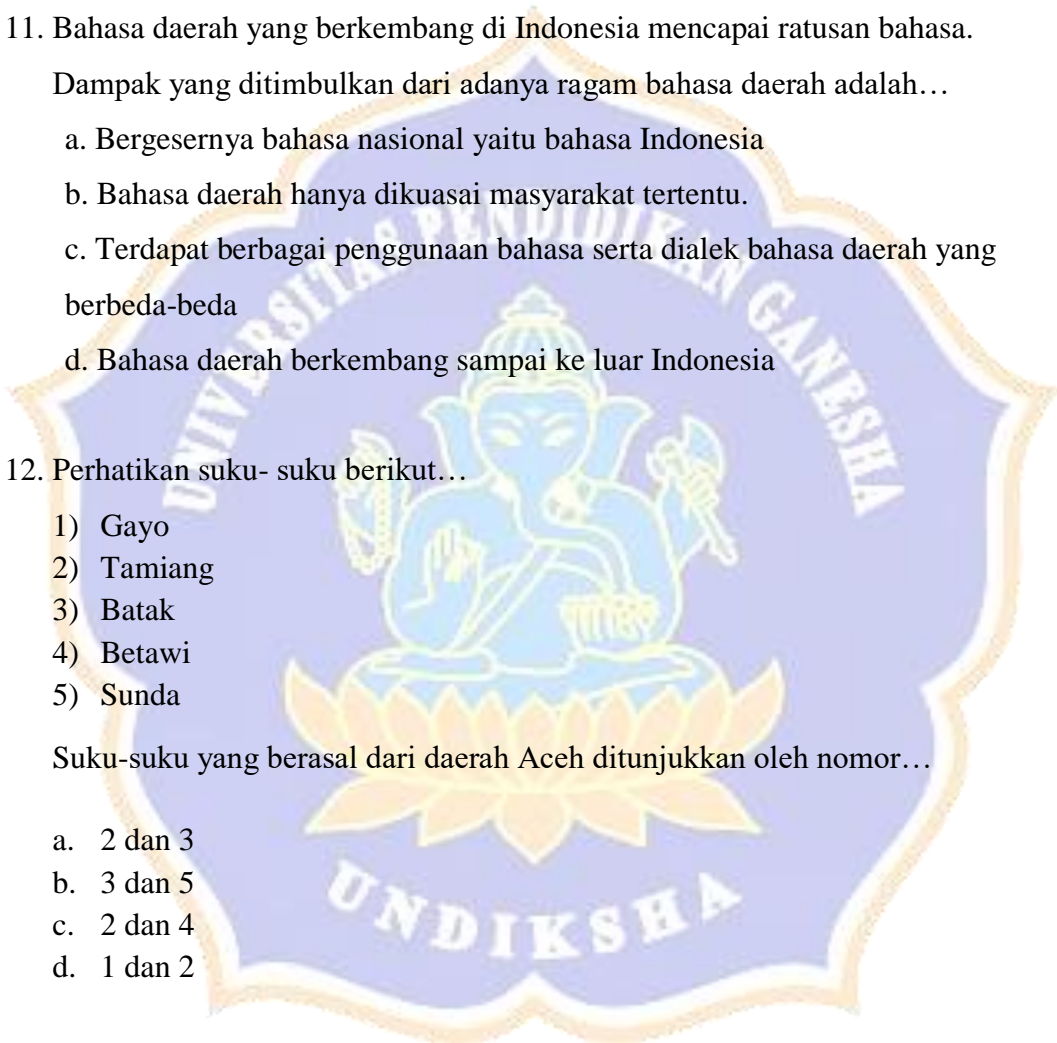 11. Bahasa daerah yang berkembang di Indonesia mencapai ratusan bahasa.
Dampak yang ditimbulkan dari adanya ragam bahasa daerah adalah…
a. Bergesernya bahasa nasional yaitu bahasa Indonesia
b. Bahasa daerah hanya dikuasai masyarakat tertentu.
c. Terdapat berbagai penggunaan bahasa serta dialek bahasa daerah yang
berbeda-beda
d. Bahasa daerah berkembang sampai ke luar Indonesia
12. Perhatikan suku- suku berikut…
1) Gayo
2) Tamiang
3) Batak
4) Betawi
5) Sunda
Suku-suku yang berasal dari daerah Aceh ditunjukkan oleh nomor…
a. 2 dan 3
b. 3 dan 5
c. 2 dan 4
d. 1 dan 2
UNIVERSITAS PENDIDIKAN GANESHA
UNDIKSHA